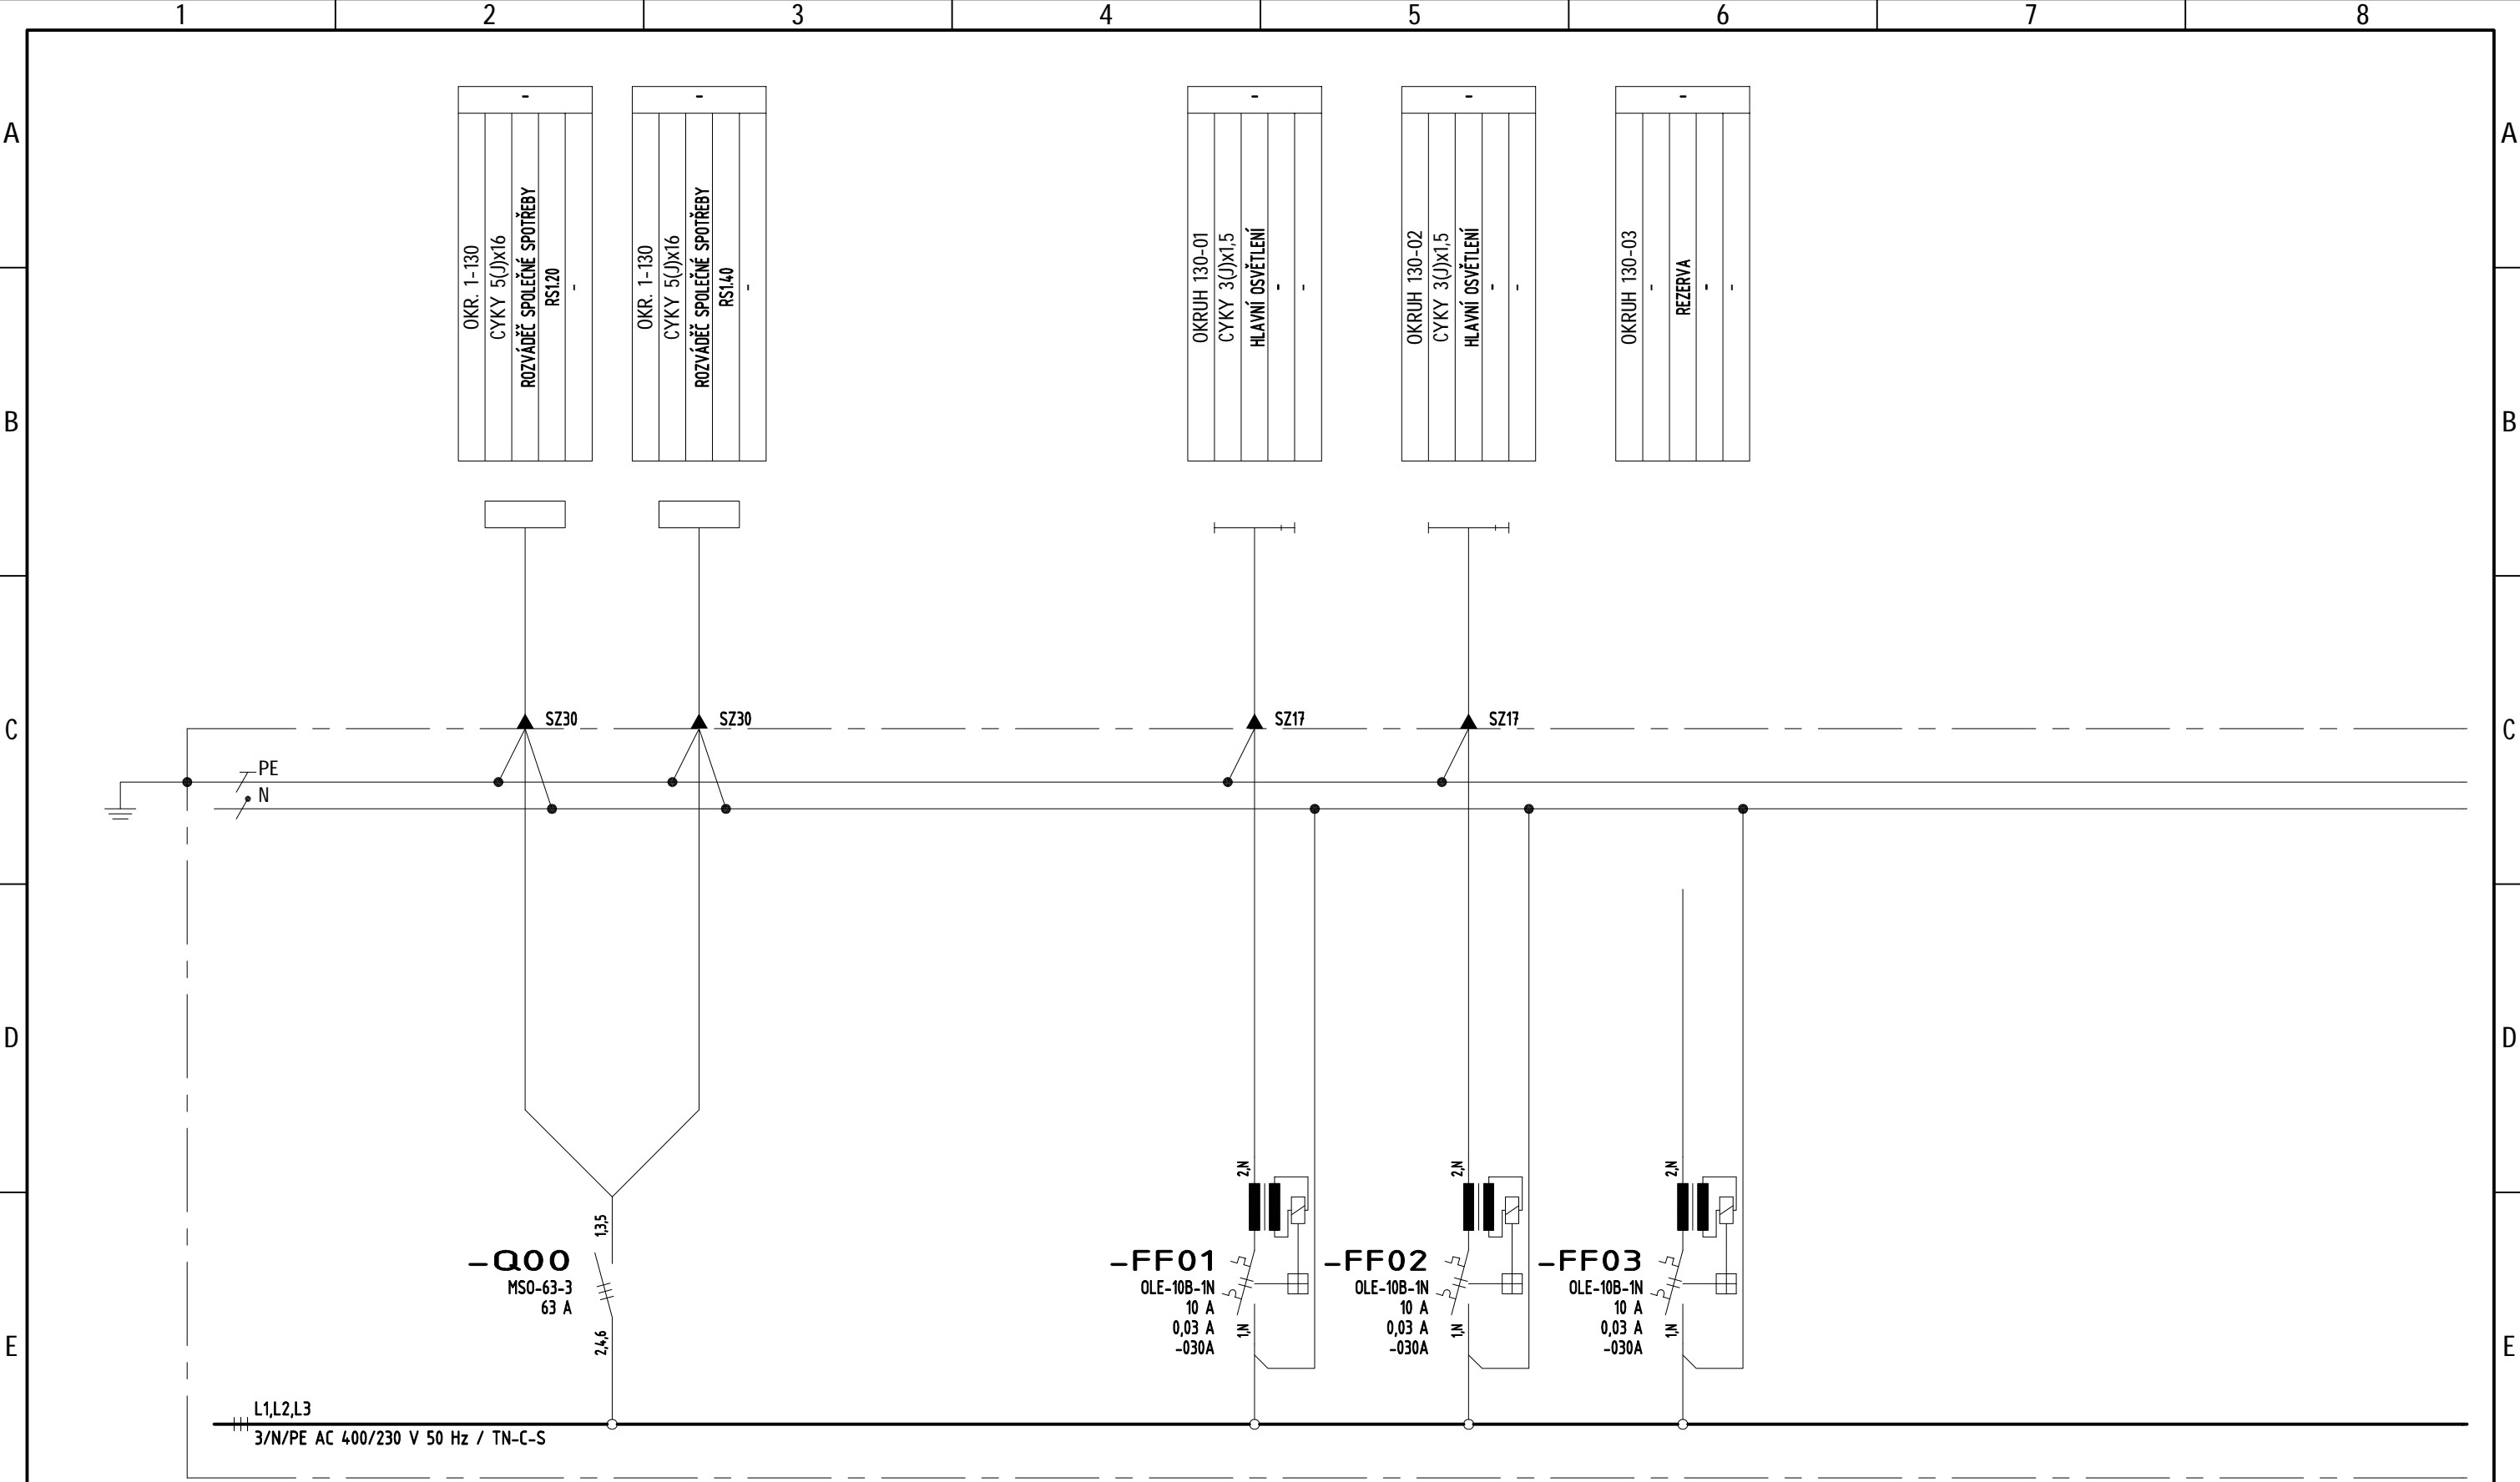 1 2 3 4 5 6 7 8
A A
B B
C C
D D
E E
-
OKR. 1-130
CYKY 5(J)x16
ROZVÁDĚČ SPOLEČNÉ SPOTŘEBY
RS1.20
-
-
OKR. 1-130
CYKY 5(J)x16
ROZVÁDĚČ SPOLEČNÉ SPOTŘEBY
RS1.40
-
-
OKRUH 130-01
CYKY 3(J)x1,5
HLAVNÍ OSVĚTLENÍ
-
-
-
OKRUH 130-02
CYKY 3(J)x1,5
HLAVNÍ OSVĚTLENÍ
-
-
-
OKRUH 130-03
-
REZERVA
-
-
SZ30
SZ30
SZ17
SZ17
PE
N
1,3,5
-Q00
MSO-63-3
63 A
2,4,6
2,N
-FF01
OLE-10B-1N
10 A
0,03 A
-030A
1,N
2,N
-FF02
OLE-10B-1N
10 A
0,03 A
-030A
1,N
2,N
-FF03
OLE-10B-1N
10 A
0,03 A
-030A
1,N
L1,L2,L3
3/N/PE AC 400/230 V 50 Hz / TN-C-S